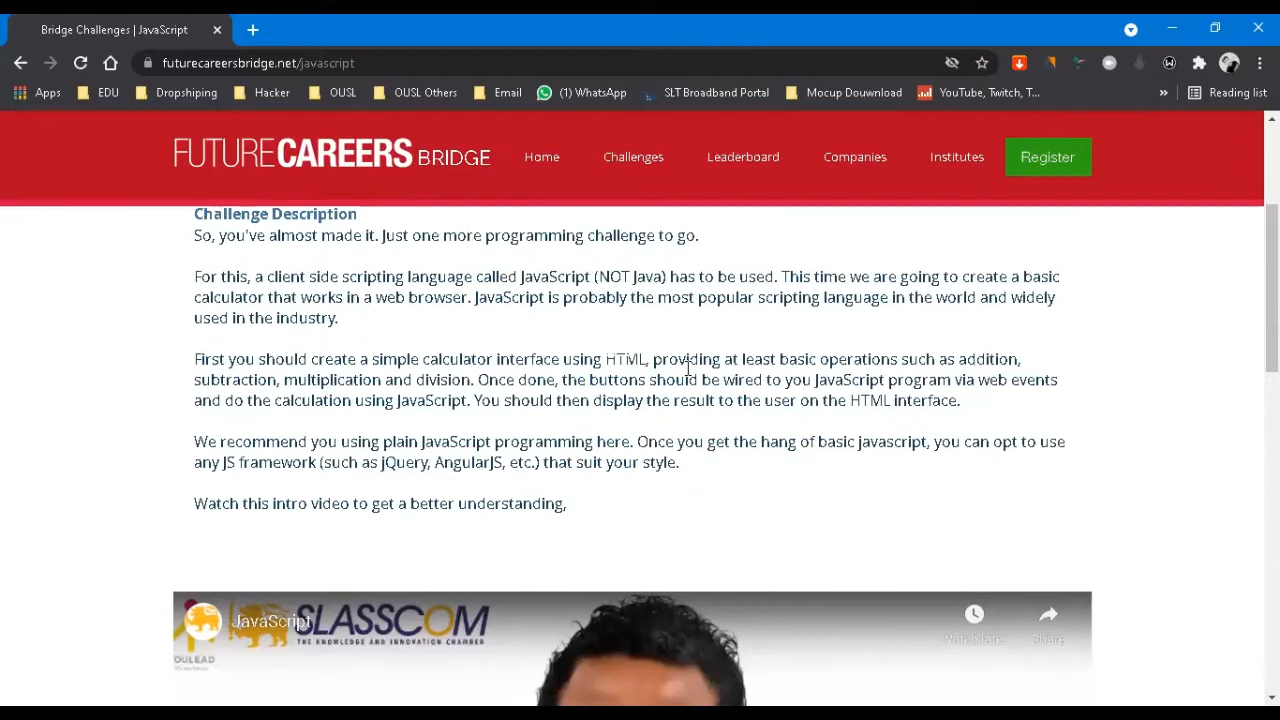 Bridge Challenges | JavaScript
futurecareersbridge.net/javascript
Apps EDU Dropshiping Hacker OUSL OUSL Others Email (1) WhatsApp SLT Broadband Portal Mocup Douwnload YouTube, Twitch, T... » Reading list
FUTURECAREERS BRIDGE Home Challenges Leaderboard Companies Institutes Register
Challenge Description
So, you've almost made it. Just one more programming challenge to go.
For this, a client side scripting language called JavaScript (NOT Java) has to be used. This time we are going to create a basic
calculator that works in a web browser. JavaScript is probably the most popular scripting language in the world and widely
used in the industry.
First you should create a simple calculator interface using HTML, providing at least basic operations such as addition,
subtraction, multiplication and division. Once done, the buttons should be wired to you JavaScript program via web events
and do the calculation using JavaScript. You should then display the result to the user on the HTML interface.
We recommend you using plain JavaScript programming here. Once you get the hang of basic javascript, you can opt to use
any JS framework (such as jQuery, AngularJS, etc.) that suit your style.
Watch this intro video to get a better understanding,
SLASSCOM
JavaScript
THE KNOWLEDGE AND INNOVATION CHAMBER
Watch later Share
OULEAD